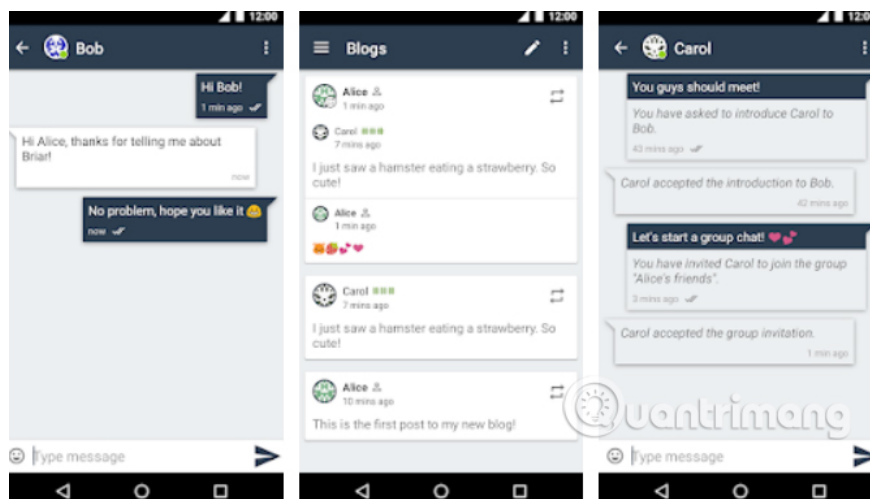 12:00
Bob
Hi Bob!
1 min ago
Hi Alice, thanks for telling me about
Briar!
now
No problem, hope you like it 😀
now
Type message
12:00
Blogs
Alice
1 min ago
Carol
7 mins ago
I just saw a hamster eating a strawberry. So
cute!
Alice
1 min ago
🐹🍓💕❤
Carol
7 mins ago
I just saw a hamster eating a strawberry. So
cute!
Alice
10 mins ago
This is the first post to my new blog!
12:00
Carol
You guys should meet!
You have asked to introduce Carol to
Bob.
43 mins ago
Carol accepted the introduction to Bob.
42 mins ago
Let's start a group chat! ❤💕
You have invited Carol to join the group
"Alice's friends".
3 mins ago
Carol accepted the group invitation.
1 min ago
Type message
Quantrimang